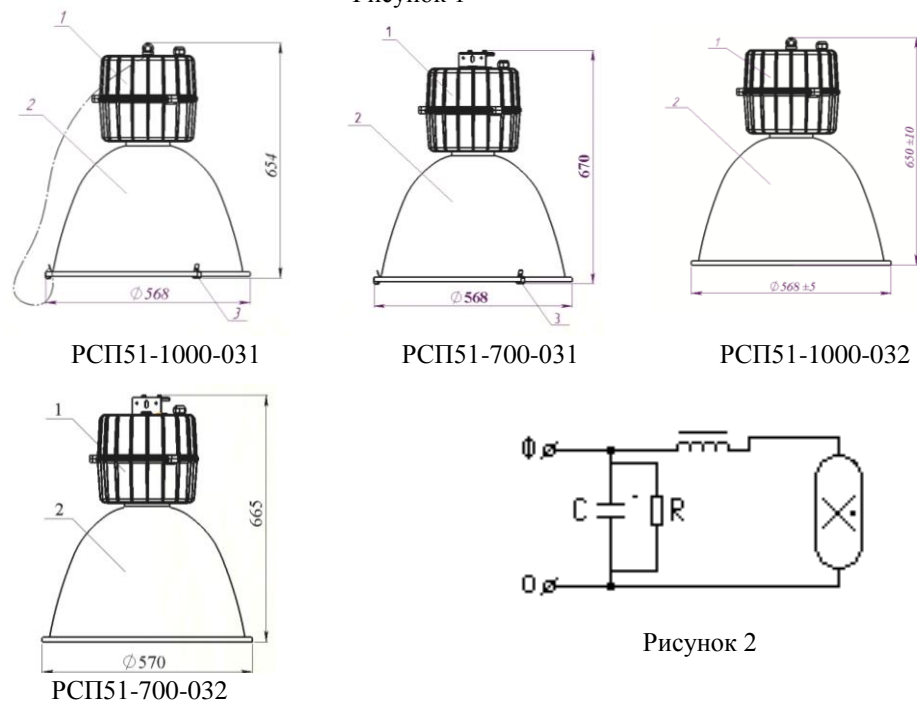 Рисунок 1
1
2
654
Ø568
3
РСП51-1000-031
1
2
670
Ø568
3
РСП51-700-031
1
2
650 ±10
Ø568 ±5
РСП51-1000-032
1
2
665
Ø570
РСП51-700-032
Ф
C
R
О
Рисунок 2